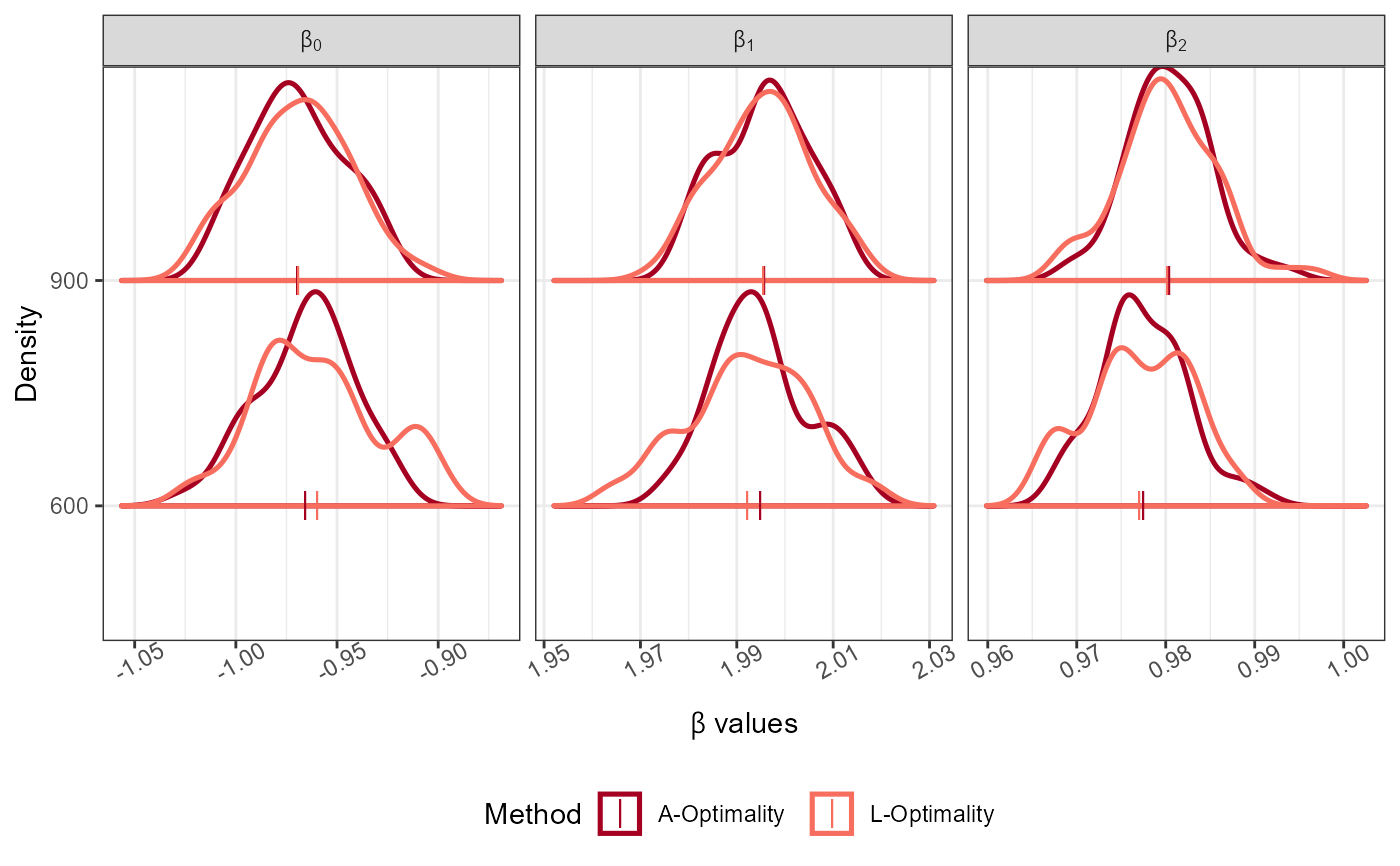 β₀ β₁ β₂
Density
900
600
-1.05 -1.00 -0.95 -0.90 1.95 1.97 1.99 2.01 2.03 0.96 0.97 0.98 0.99 1.00
β values
Method A-Optimality L-Optimality